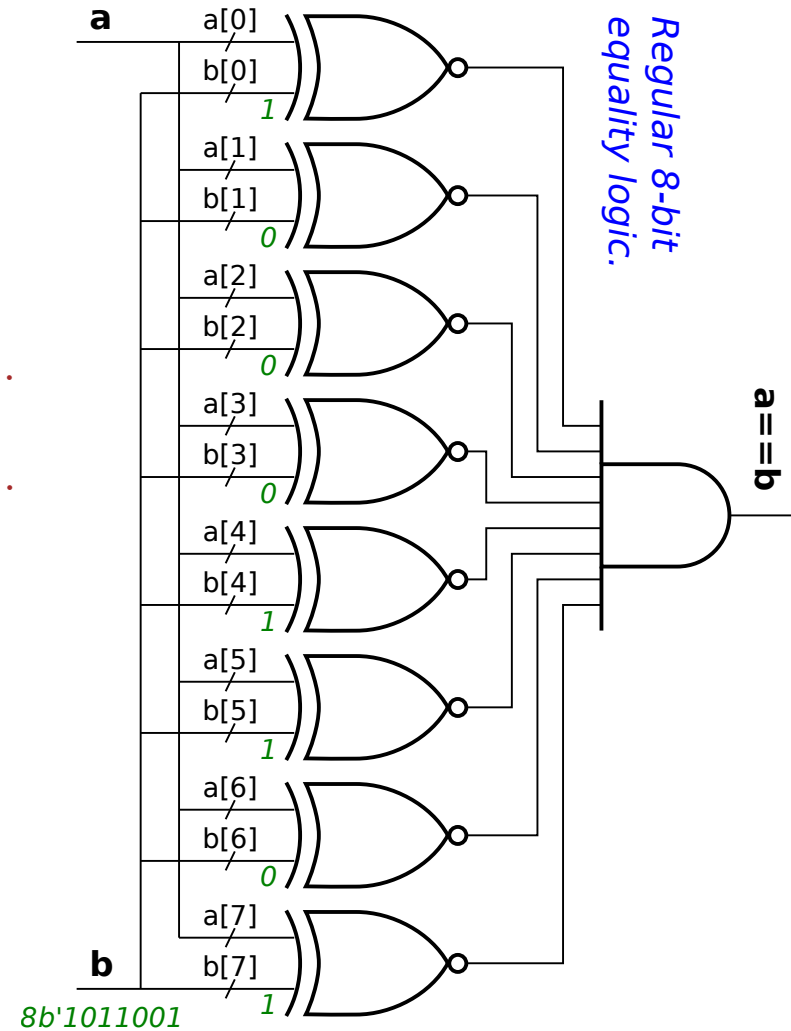 a
a[0]
b[0]
1
a[1]
b[1]
0
a[2]
b[2]
0
a[3]
b[3]
0
a[4]
b[4]
1
a[5]
b[5]
1
a[6]
b[6]
0
a[7]
b[7]
1
b
8b'1011001
Regular 8-bit
equality logic.
a==b